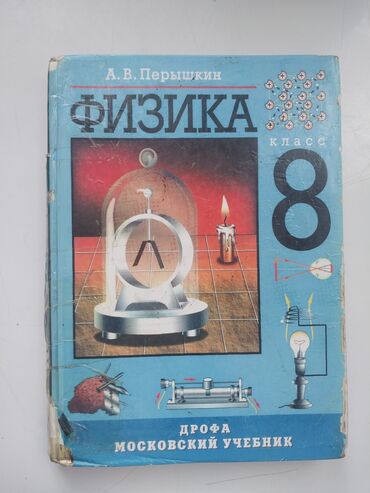 А. В. Перышкин
ФИЗИКА
класс
8
ДРОФА
МОСКОВСКИЙ УЧЕБНИК